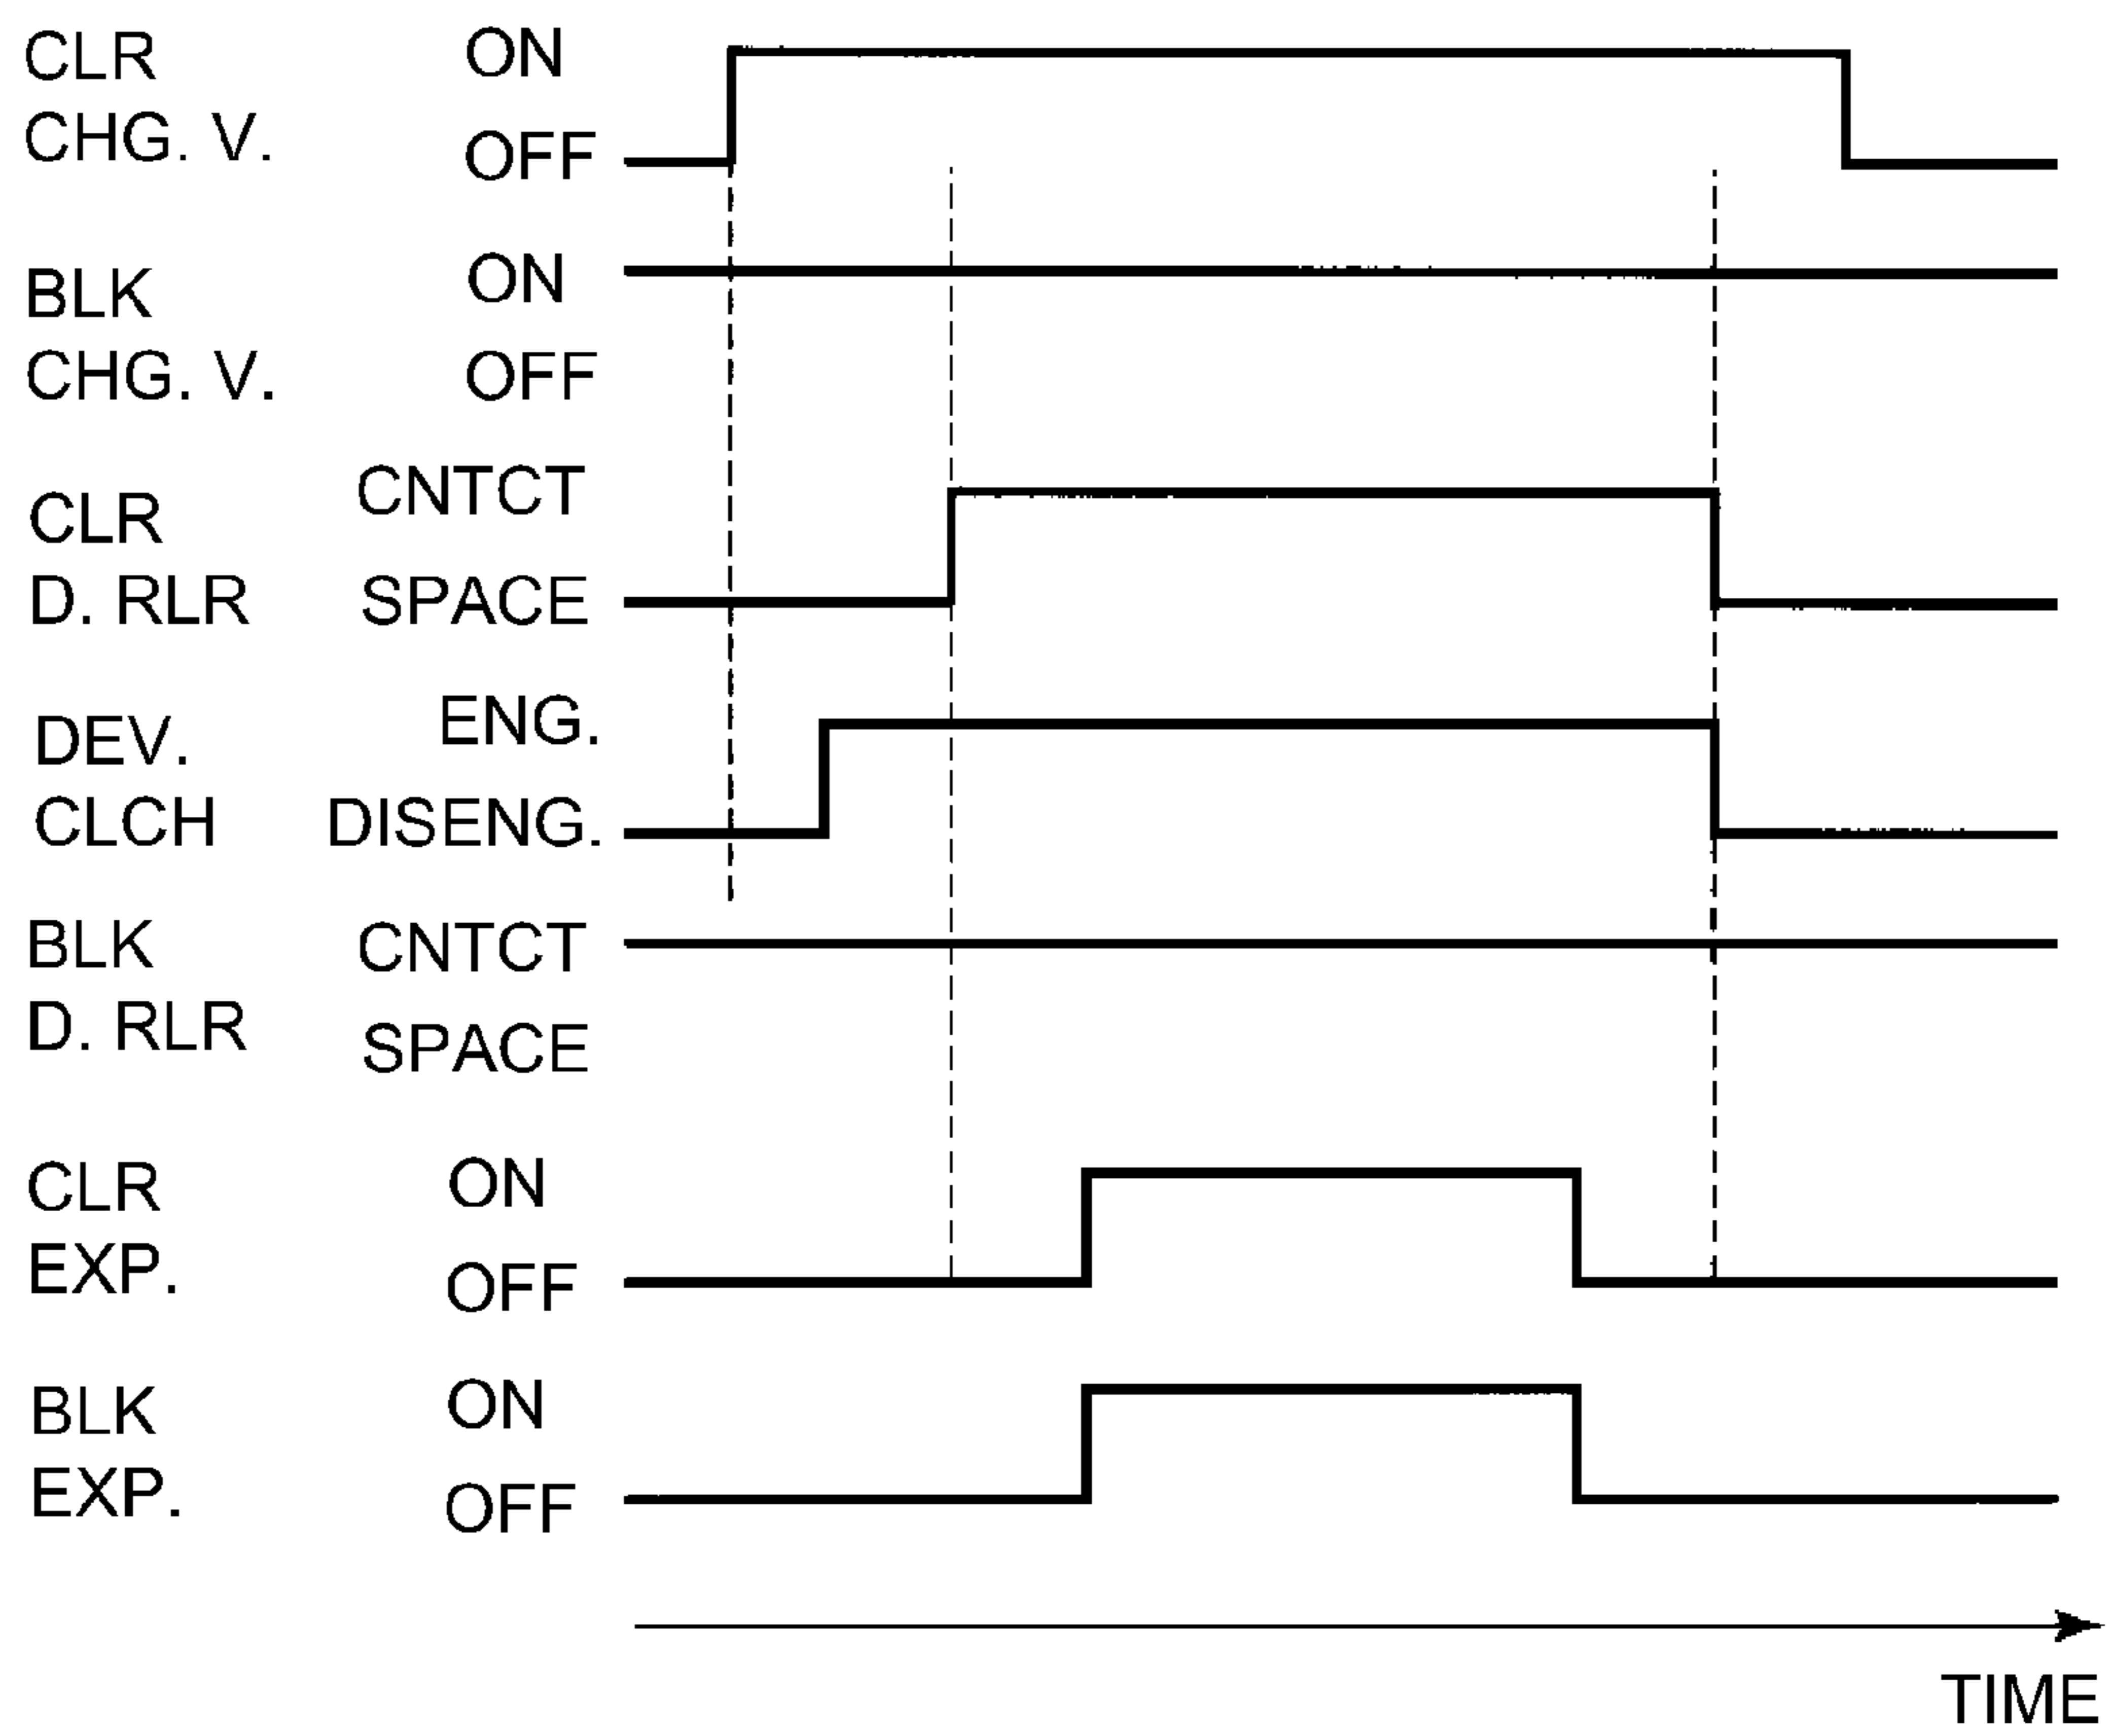 CLR ON
CHG. V. OFF
BLK ON
CHG. V. OFF
CLR CNTCT
D. RLR SPACE
DEV. ENG.
CLCH DISENG.
BLK CNTCT
D. RLR SPACE
CLR ON
EXP. OFF
BLK ON
EXP. OFF
TIME